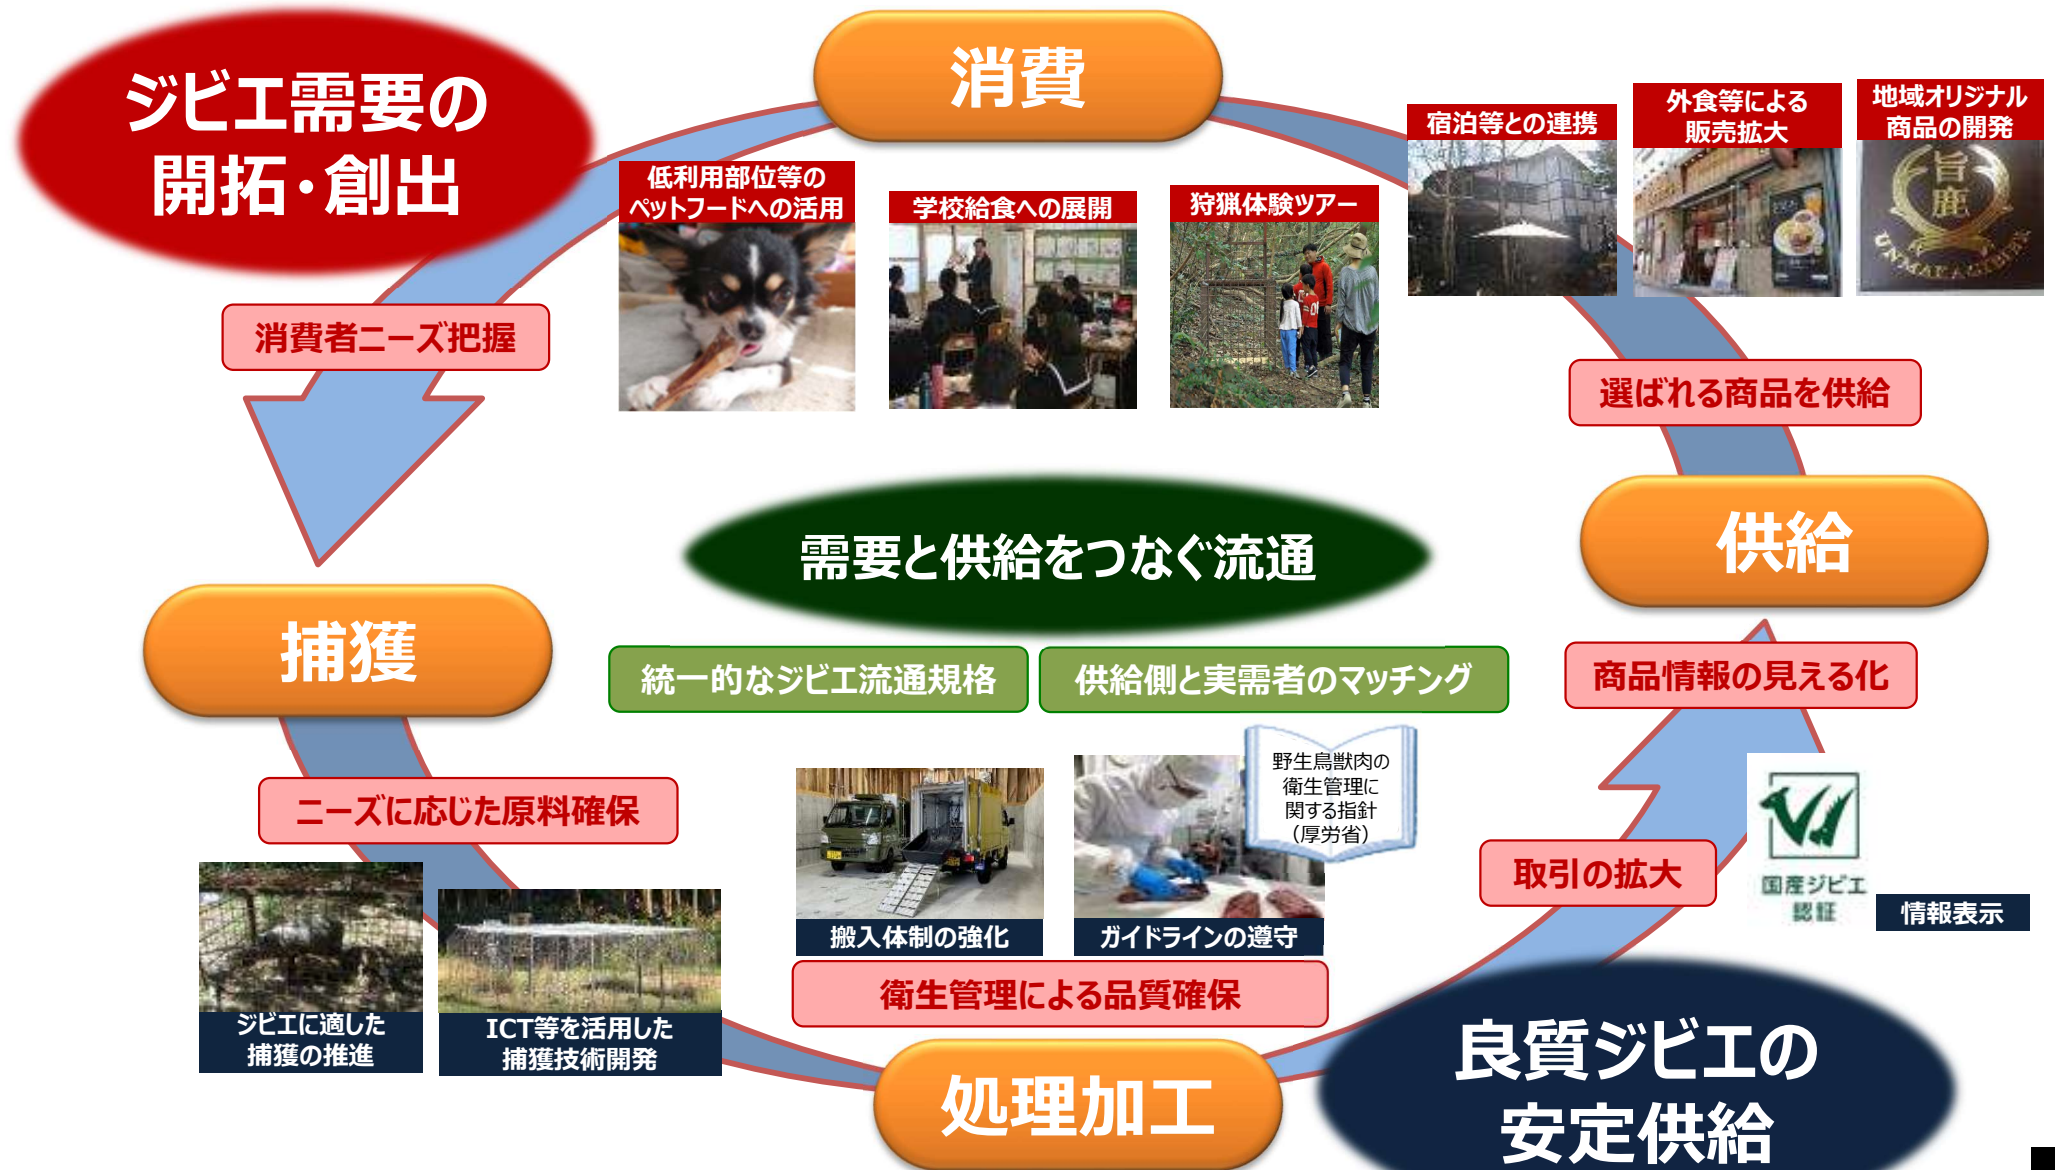 ジビエ需要の
開拓・創出
消費
宿泊等との連携
外食等による
販売拡大
地域オリジナル
商品の開発
旨
鹿
低利用部位等の
ペットフードへの活用
学校給食への展開
狩猟体験ツアー
消費者ニーズ把握
選ばれる商品を供給
需要と供給をつなぐ流通
供給
捕獲
統一的なジビエ流通規格
供給側と実需者のマッチング
商品情報の見える化
野生鳥獣肉の
衛生管理に
関する指針
（厚労省）
ニーズに応じた原料確保
取引の拡大
国産ジビエ
認証
情報表示
搬入体制の強化
ガイドラインの遵守
衛生管理による品質確保
ジビエに適した
捕獲の推進
ICT等を活用した
捕獲技術開発
処理加工
良質ジビエの
安定供給